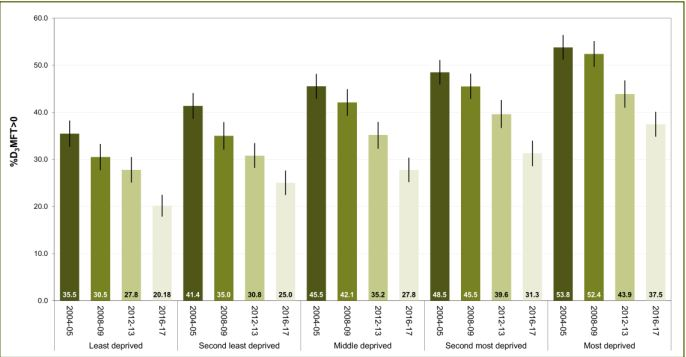 60.0
50.0
40.0
30.0
20.0
10.0
0.0
%D₃MFT>0
35.5 30.5 27.8 20.18 41.4 35.0 30.8 25.0 45.5 42.1 35.2 27.8 48.5 45.5 39.6 31.3 53.8 52.4 43.9 37.5
2004-05 2008-09 2012-13 2016-17 2004-05 2008-09 2012-13 2016-17 2004-05 2008-09 2012-13 2016-17 2004-05 2008-09 2012-13 2016-17 2004-05 2008-09 2012-13 2016-17
Least deprived Second least deprived Middle deprived Second most deprived Most deprived